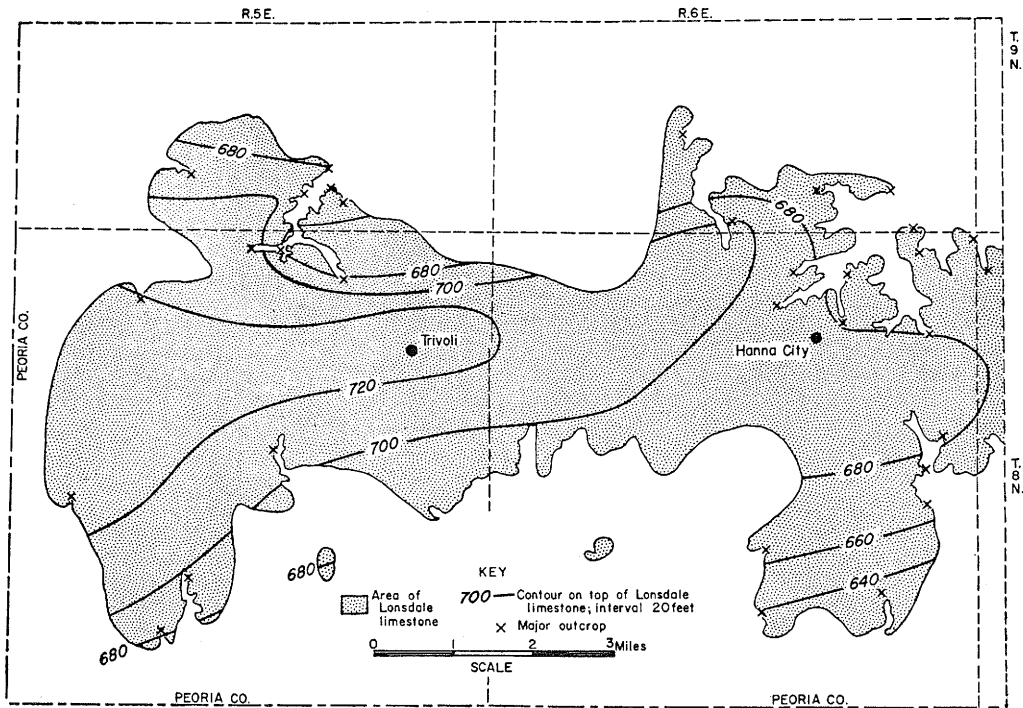 R.5E.
R.6E.
T.
9
N.
680
680
680
700
PEORIA CO.
Trivoli
Hanna City
720
700
680
T.
8
N.
660
680
640
KEY
Area of
Lonsdale
limestone
700 Contour on top of Lonsdale
limestone; interval 20 feet
x Major outcrop
680
0 1 2 3 Miles
SCALE
PEORIA CO.
PEORIA CO.